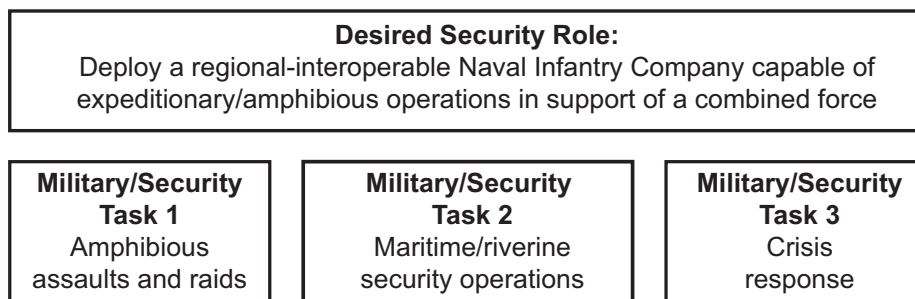 Desired Security Role:
Deploy a regional-interoperable Naval Infantry Company capable of
expeditionary/amphibious operations in support of a combined force
Military/Security
Task 1
Amphibious
assaults and raids
Military/Security
Task 2
Maritime/riverine
security operations
Military/Security
Task 3
Crisis
response